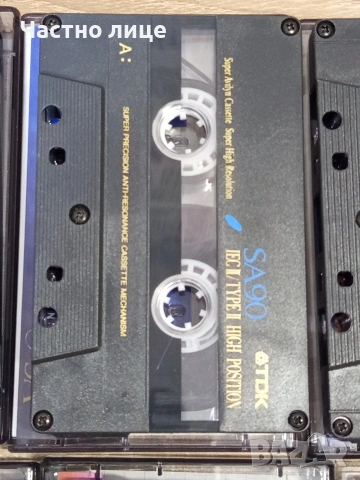 Частно лице
A:
SUPER PRECISION ANTI-RESONANCE CASSETTE MECHANISM
Super Avilyn Cassette Super High Resolution
SA90
IEC II/TYPE II HIGH POSITION
TDK
BAZAR